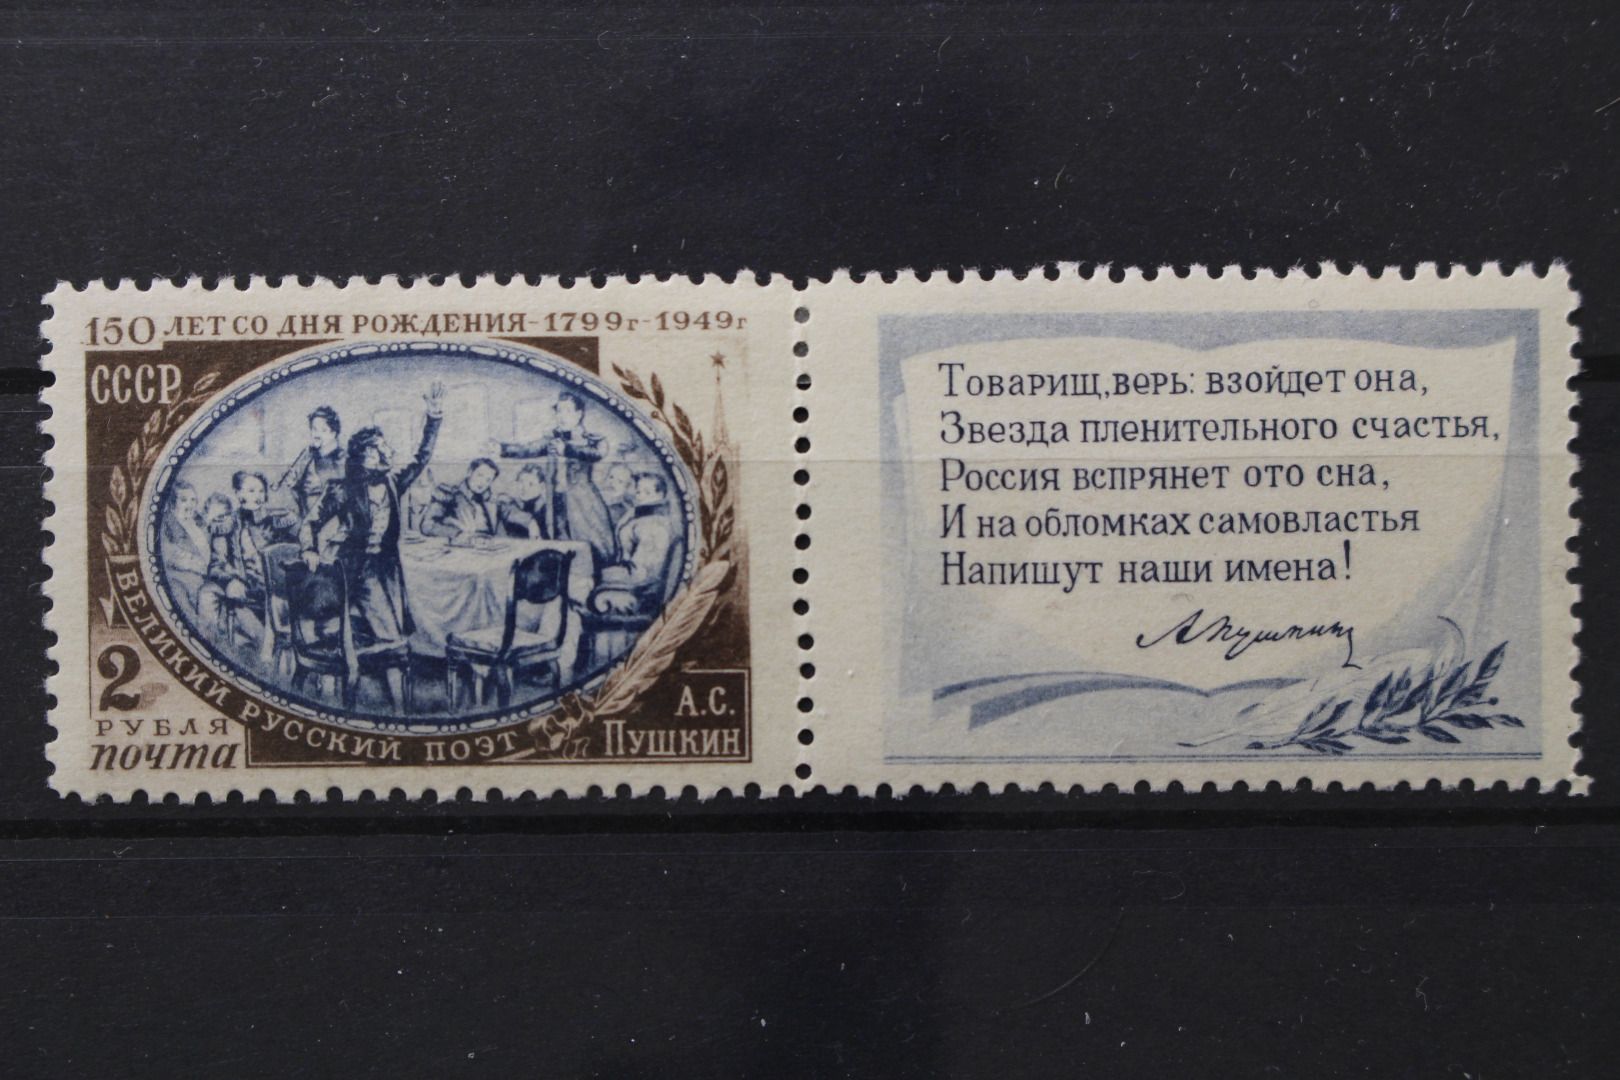 150 ЛЕТ СО ДНЯ РОЖДЕНИЯ-1799г-1949г
СССР
ВЕЛИКИЙ РУССКИЙ ПОЭТ
2
РУБЛЯ
почта
А.С.
ПУШКИН
Товарищ, верь: взойдет она,
Звезда пленительного счастья,
Россия вспрянет ото сна,
И на обломках самовластья
Напишут наши имена!
А Пушкин